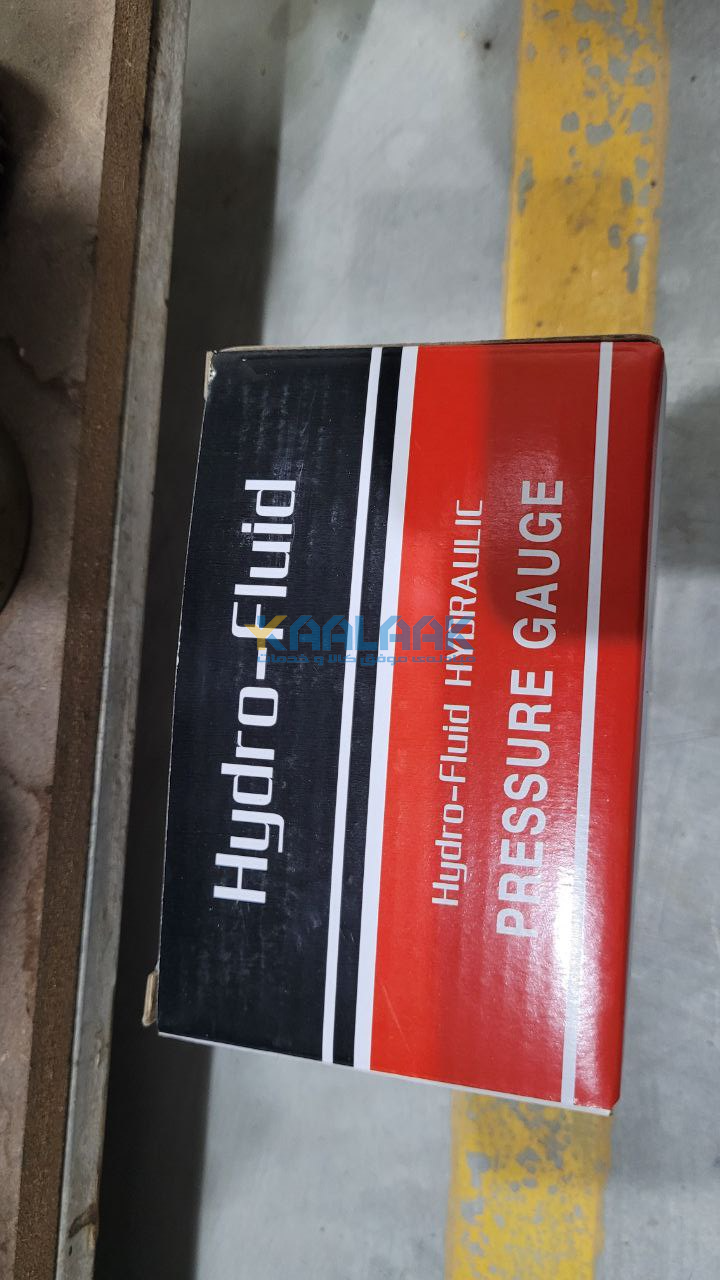 Hydro-Fluid
Hydro-Fluid HYDRAULIC
PRESSURE GAUGE
KAALAAK